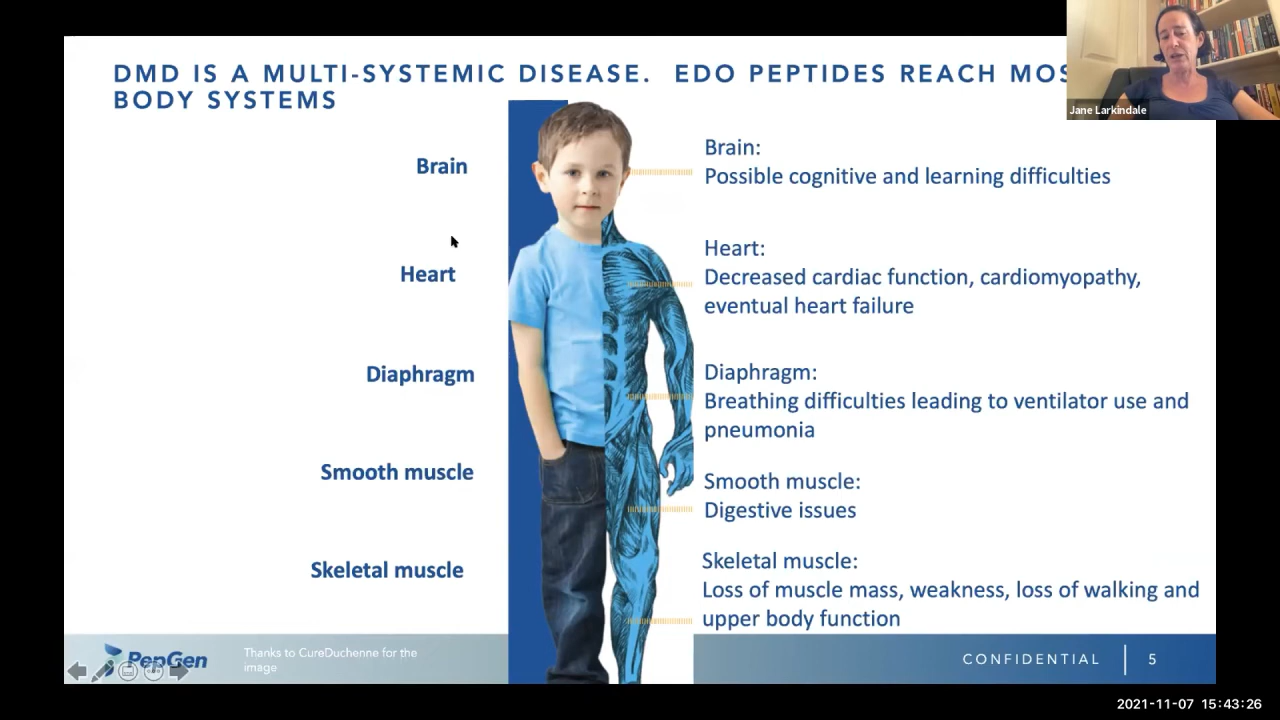 DMD IS A MULTI-SYSTEMIC DISEASE. EDO PEPTIDES REACH
BODY SYSTEMS
Jane Larkindale
Brain
Heart
Diaphragm
Smooth muscle
Skeletal muscle
Brain:
Possible cognitive and learning difficulties
Heart:
Decreased cardiac function, cardiomyopathy,
eventual heart failure
Diaphragm:
Breathing difficulties leading to ventilator use and
pneumonia
Smooth muscle:
Digestive issues
Skeletal muscle:
Loss of muscle mass, weakness, loss of walking and
upper body function
PepGen
Thanks to CureDuchenne for the
image
CONFIDENTIAL 5
2021-11-07 15:43:26